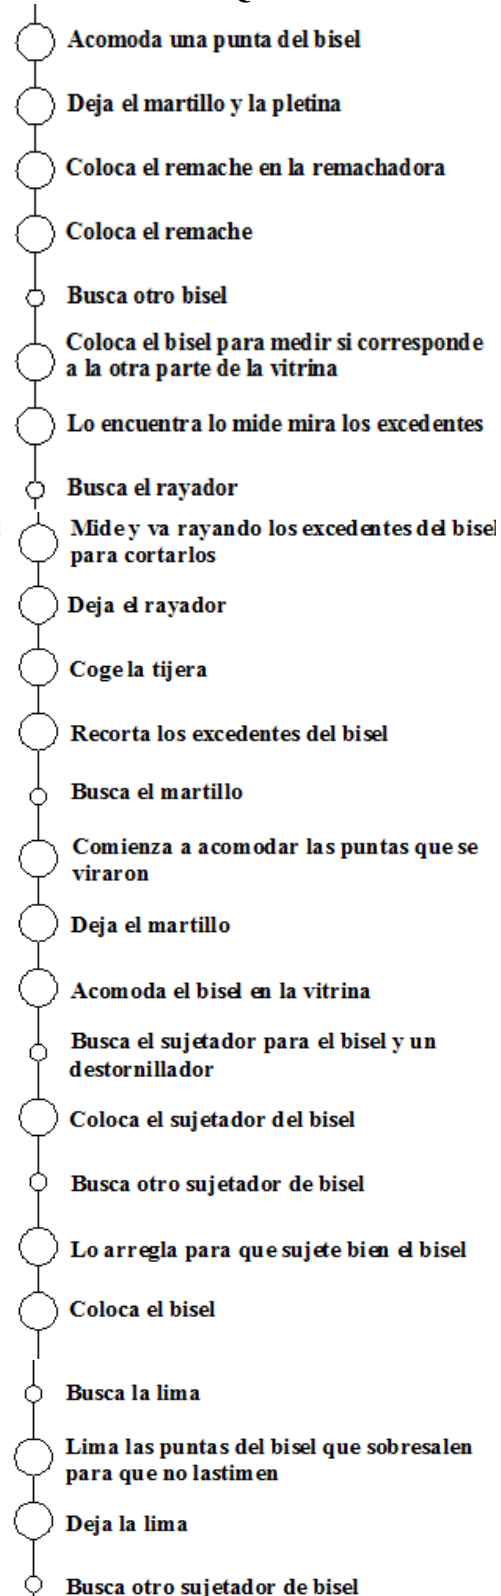 Acomoda una punta del bisel
Deja el martillo y la pletina
Coloca el remache en la remachadora
Coloca el remache
Busca otro bisel
Coloca el bisel para medir si corresponde
a la otra parte de la vitrina
Lo encuentra lo mide mira los excedentes
Busca el rayador
Mide y va rayando los excedentes del bisel
para cortarlos
Deja el rayador
Coge la tijera
Recorta los excedentes del bisel
Busca el martillo
Comienza a acomodar las puntas que se
viraron
Deja el martillo
Acomoda el bisel en la vitrina
Busca el sujetador para el bisel y un
destornillador
Coloca el sujetador del bisel
Busca otro sujetador de bisel
Lo arregla para que sujete bien el bisel
Coloca el bisel
Busca la lima
Lima las puntas del bisel que sobresalen
para que no lastimen
Deja la lima
Busca otro sujetador de bisel